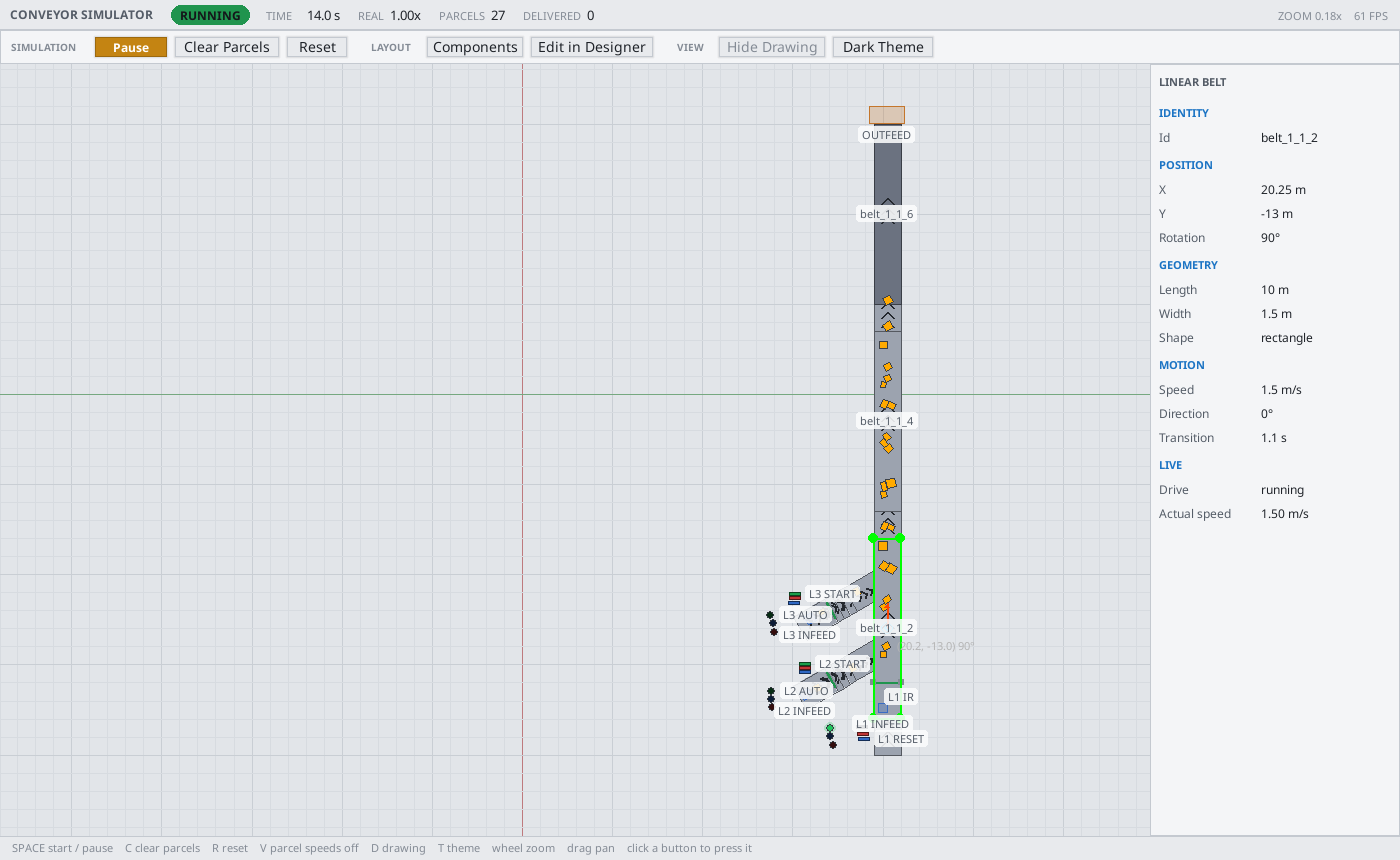 CONVEYOR SIMULATOR RUNNING TIME 14.0 s REAL 1.00x PARCELS 27 DELIVERED 0 ZOOM 0.18x 61 FPS
SIMULATION Pause Clear Parcels Reset LAYOUT Components Edit in Designer VIEW Hide Drawing Dark Theme
OUTFEED
belt_1_1_6
belt_1_1_4
L3 START
L3 AUTO
L3 INFEED
belt_1_1_2
20.2, -13.0) 90°
L2 START
L2 AUTO
L2 INFEED
L1 IR
L1 INFEED
L1 RESET
LINEAR BELT
IDENTITY
Id belt_1_1_2
POSITION
X 20.25 m
Y -13 m
Rotation 90°
GEOMETRY
Length 10 m
Width 1.5 m
Shape rectangle
MOTION
Speed 1.5 m/s
Direction 0°
Transition 1.1 s
LIVE
Drive running
Actual speed 1.50 m/s
SPACE start / pause C clear parcels R reset V parcel speeds off D drawing T theme wheel zoom drag pan click a button to press it